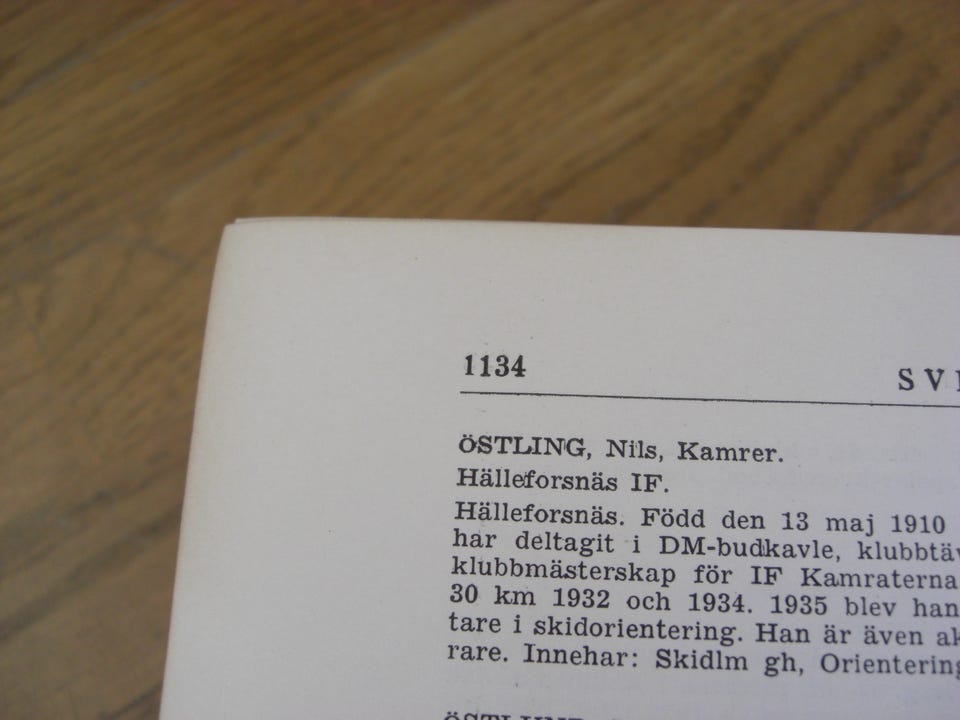 1134
ÖSTLING, Nils, Kamrer.
Hälleforsnäs IF.
Hälleforsnäs. Född den 13 maj 1910
har deltagit i DM-budkavle,
klubbmästerskap för IF Kamraterna
30 km 1932 och 1934. 1935 blev han
tare i skidorientering. Han är även
rare. Innehar: Skidlm gh, Orientering